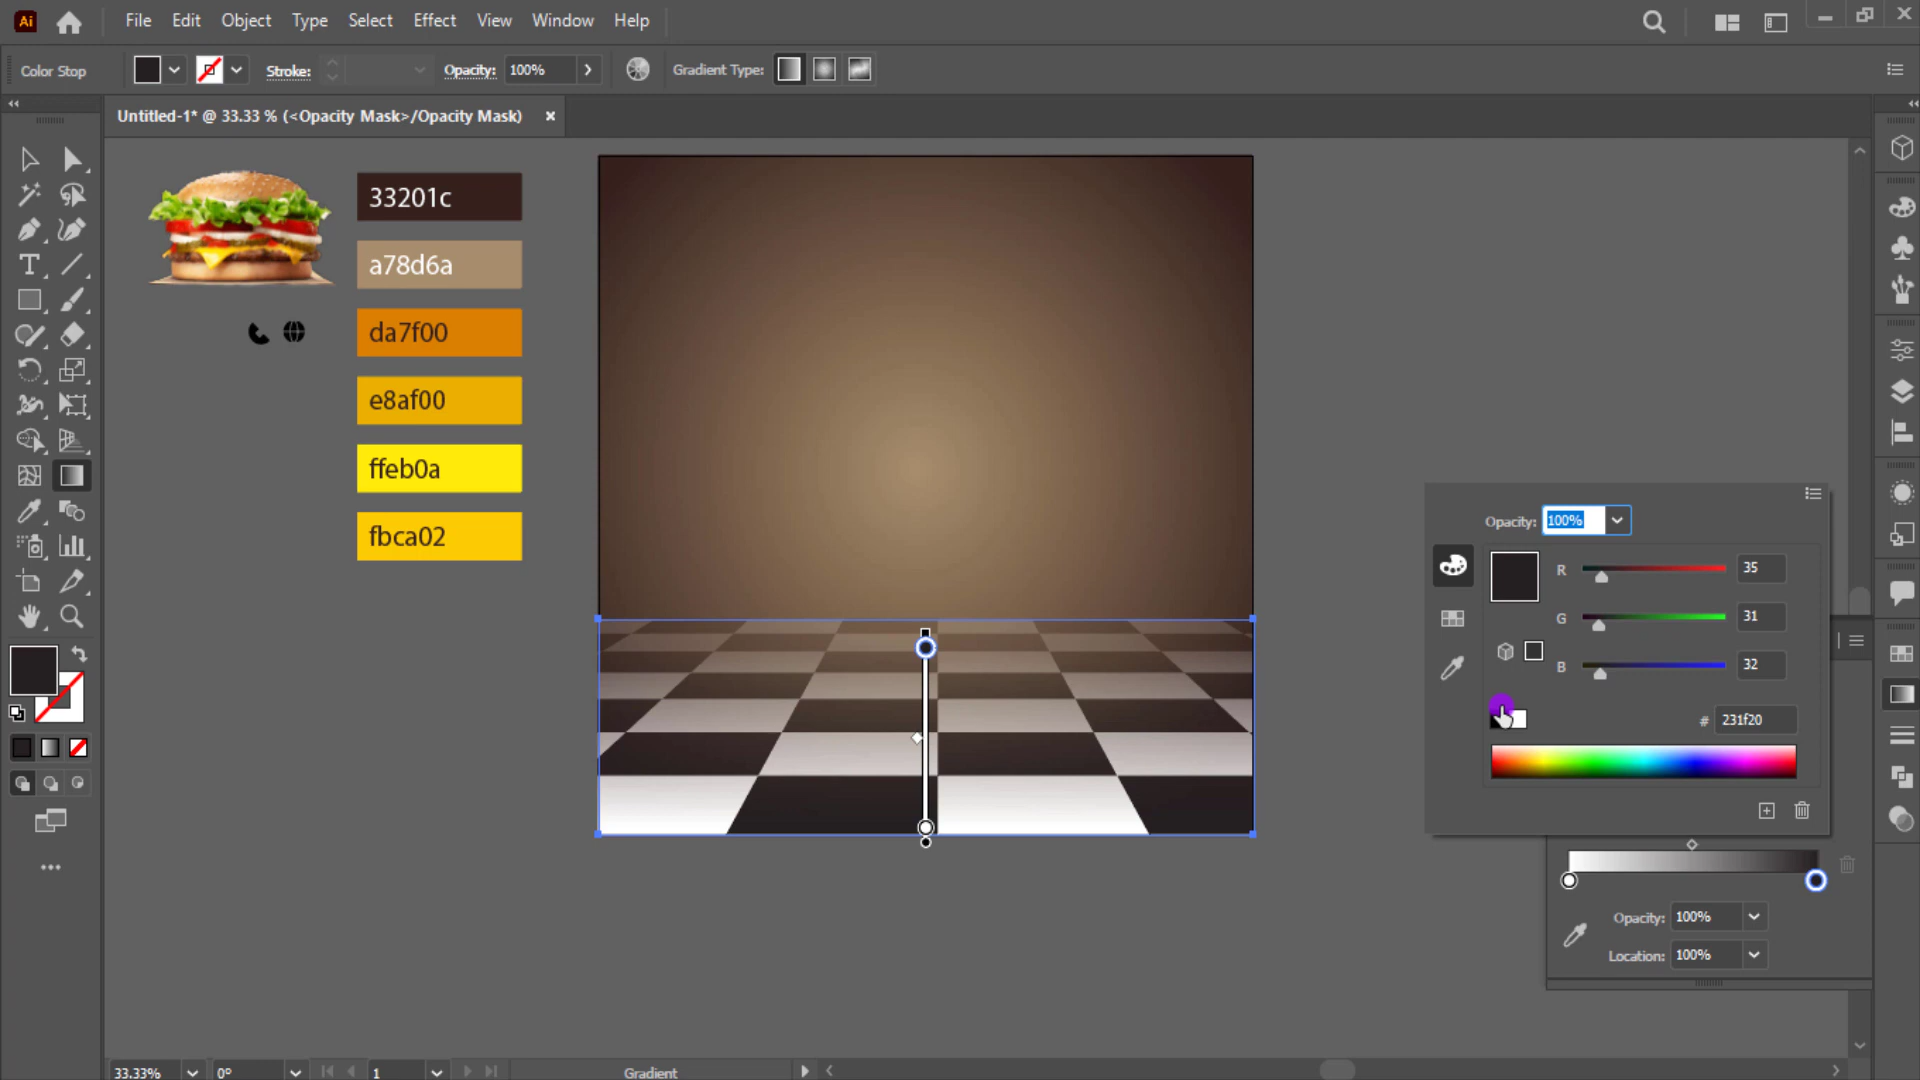 Ai File Edit Object Type Select Effect View Window Help
Color Stop Stroke: Opacity: 100% Gradient Type:
Untitled-1* @ 33.33 % (<Opacity Mask>/Opacity Mask) ×
33201c
a78d6a
da7f00
e8af00
ffeb0a
fbca02
Opacity: 100%
R 35
G 31
B 32
# 231f20
Opacity: 100%
Location: 100%
33.33% 0° 1 Gradient